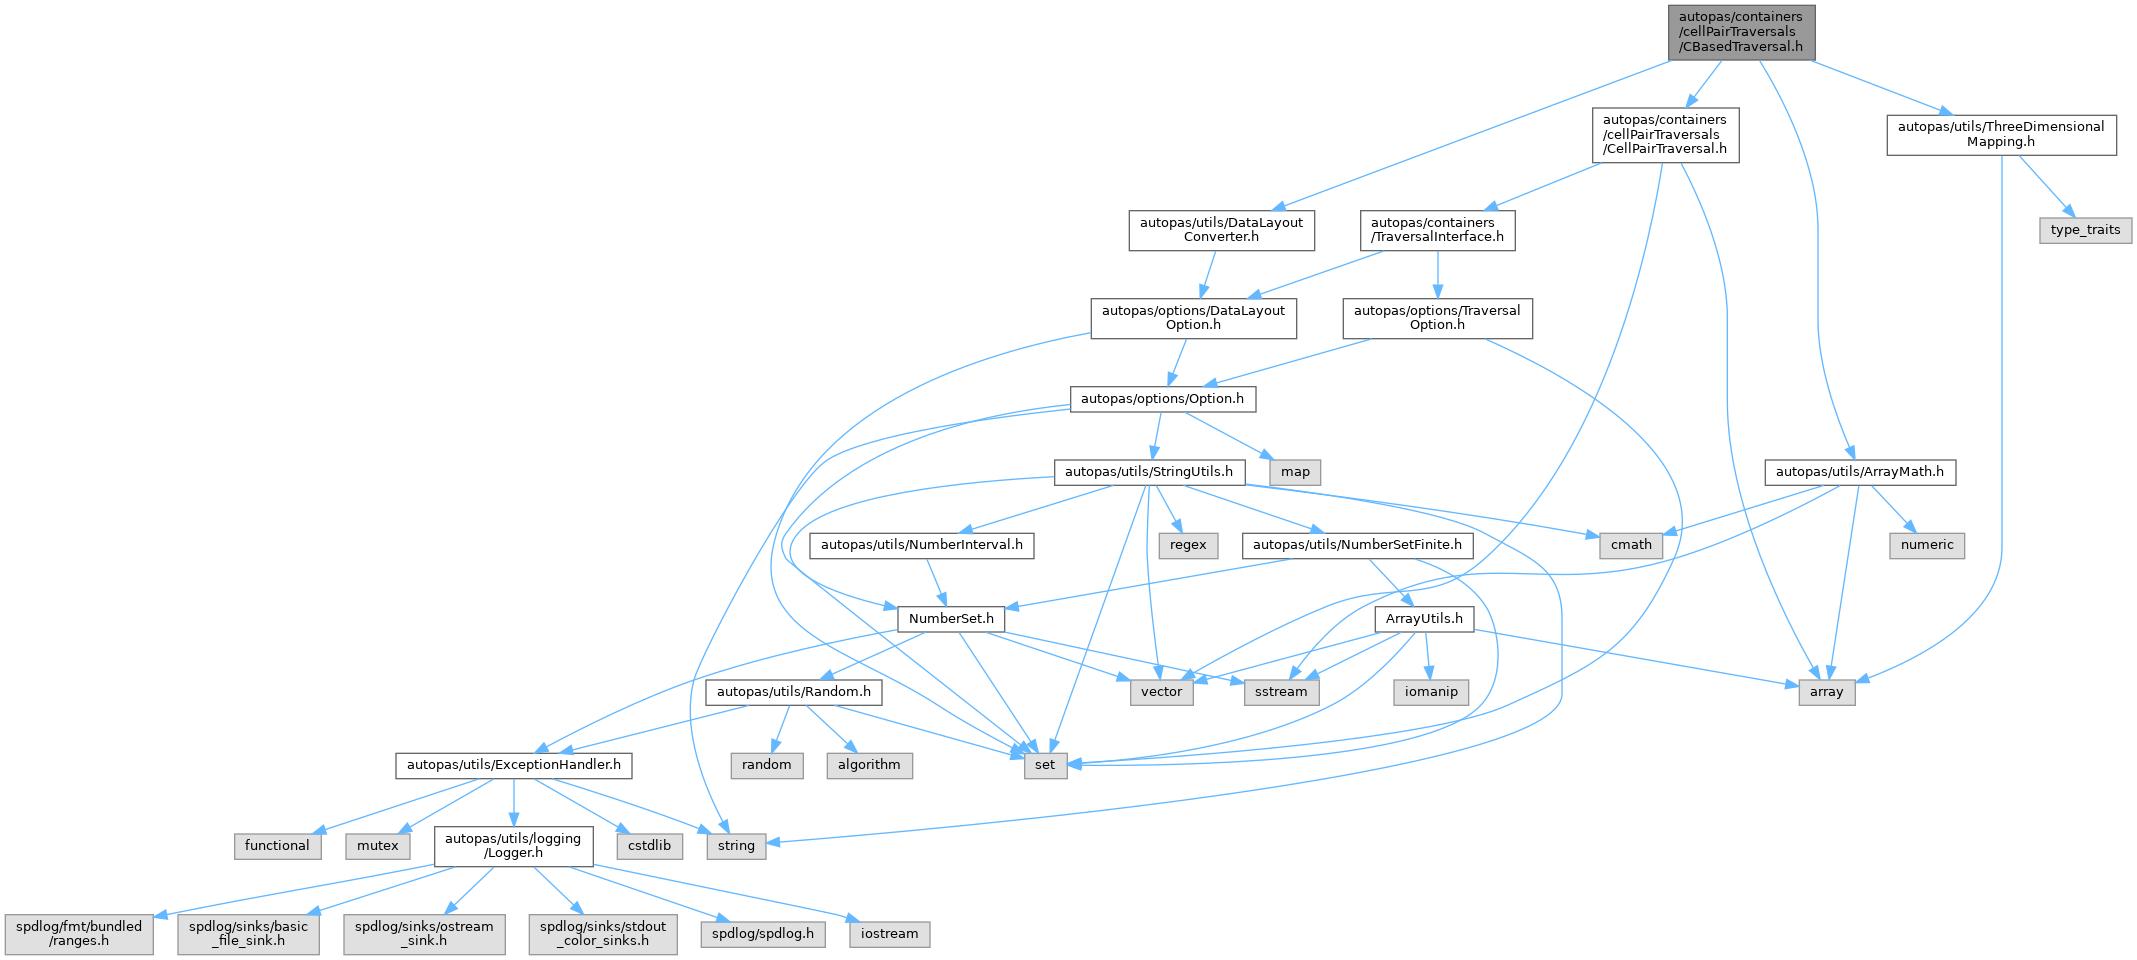 autopas/containers
/cellPairTraversals
/CBasedTraversal.h
autopas/containers
/cellPairTraversals
/CellPairTraversal.h
autopas/utils/ThreeDimensional
Mapping.h
autopas/utils/DataLayout
Converter.h
autopas/containers
/TraversalInterface.h
type_traits
autopas/options/DataLayout
Option.h
autopas/options/Traversal
Option.h
autopas/options/Option.h
autopas/utils/StringUtils.h
map
autopas/utils/ArrayMath.h
autopas/utils/NumberInterval.h
regex
autopas/utils/NumberSetFinite.h
cmath
numeric
NumberSet.h
ArrayUtils.h
autopas/utils/Random.h
vector
sstream
iomanip
array
autopas/utils/ExceptionHandler.h
random
algorithm
set
functional
mutex
autopas/utils/logging
/Logger.h
cstdlib
string
spdlog/fmt/bundled
/ranges.h
spdlog/sinks/basic
_file_sink.h
spdlog/sinks/ostream
_sink.h
spdlog/sinks/stdout
_color_sinks.h
spdlog/spdlog.h
iostream